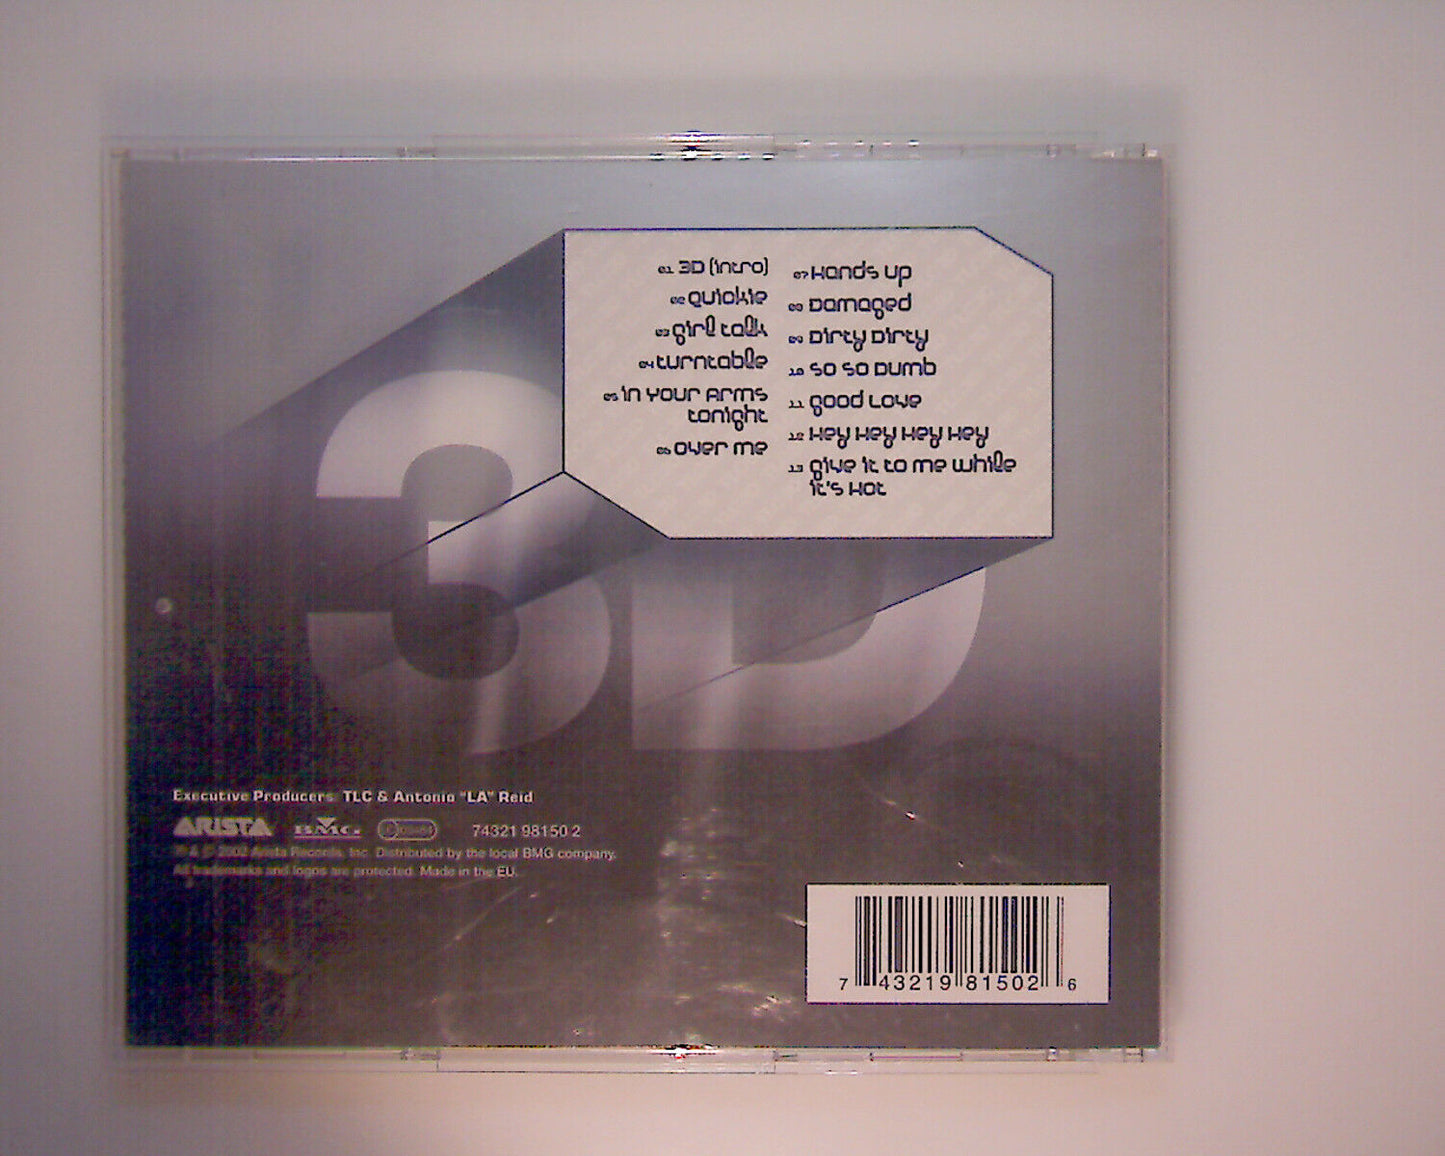 3D
01 3D (intro)
02 Quickie
03 Girl Talk
04 Turntable
05 In Your Arms
Tonight
06 Over Me
07 Hands Up
08 Damaged
09 Dirty Dirty
10 So So Dumb
11 Good Love
12 Hey Hey Hey Hey
13 Give It To Me While
It's Hot
Executive Producers: TLC & Antonio "LA" Reid
ARISTA BMG 74321 98150 2
℗ & © 2002 Arista Records, Inc. Distributed by the local BMG company.
All trademarks and logos are protected. Made in the EU.
7 43219 81502 6